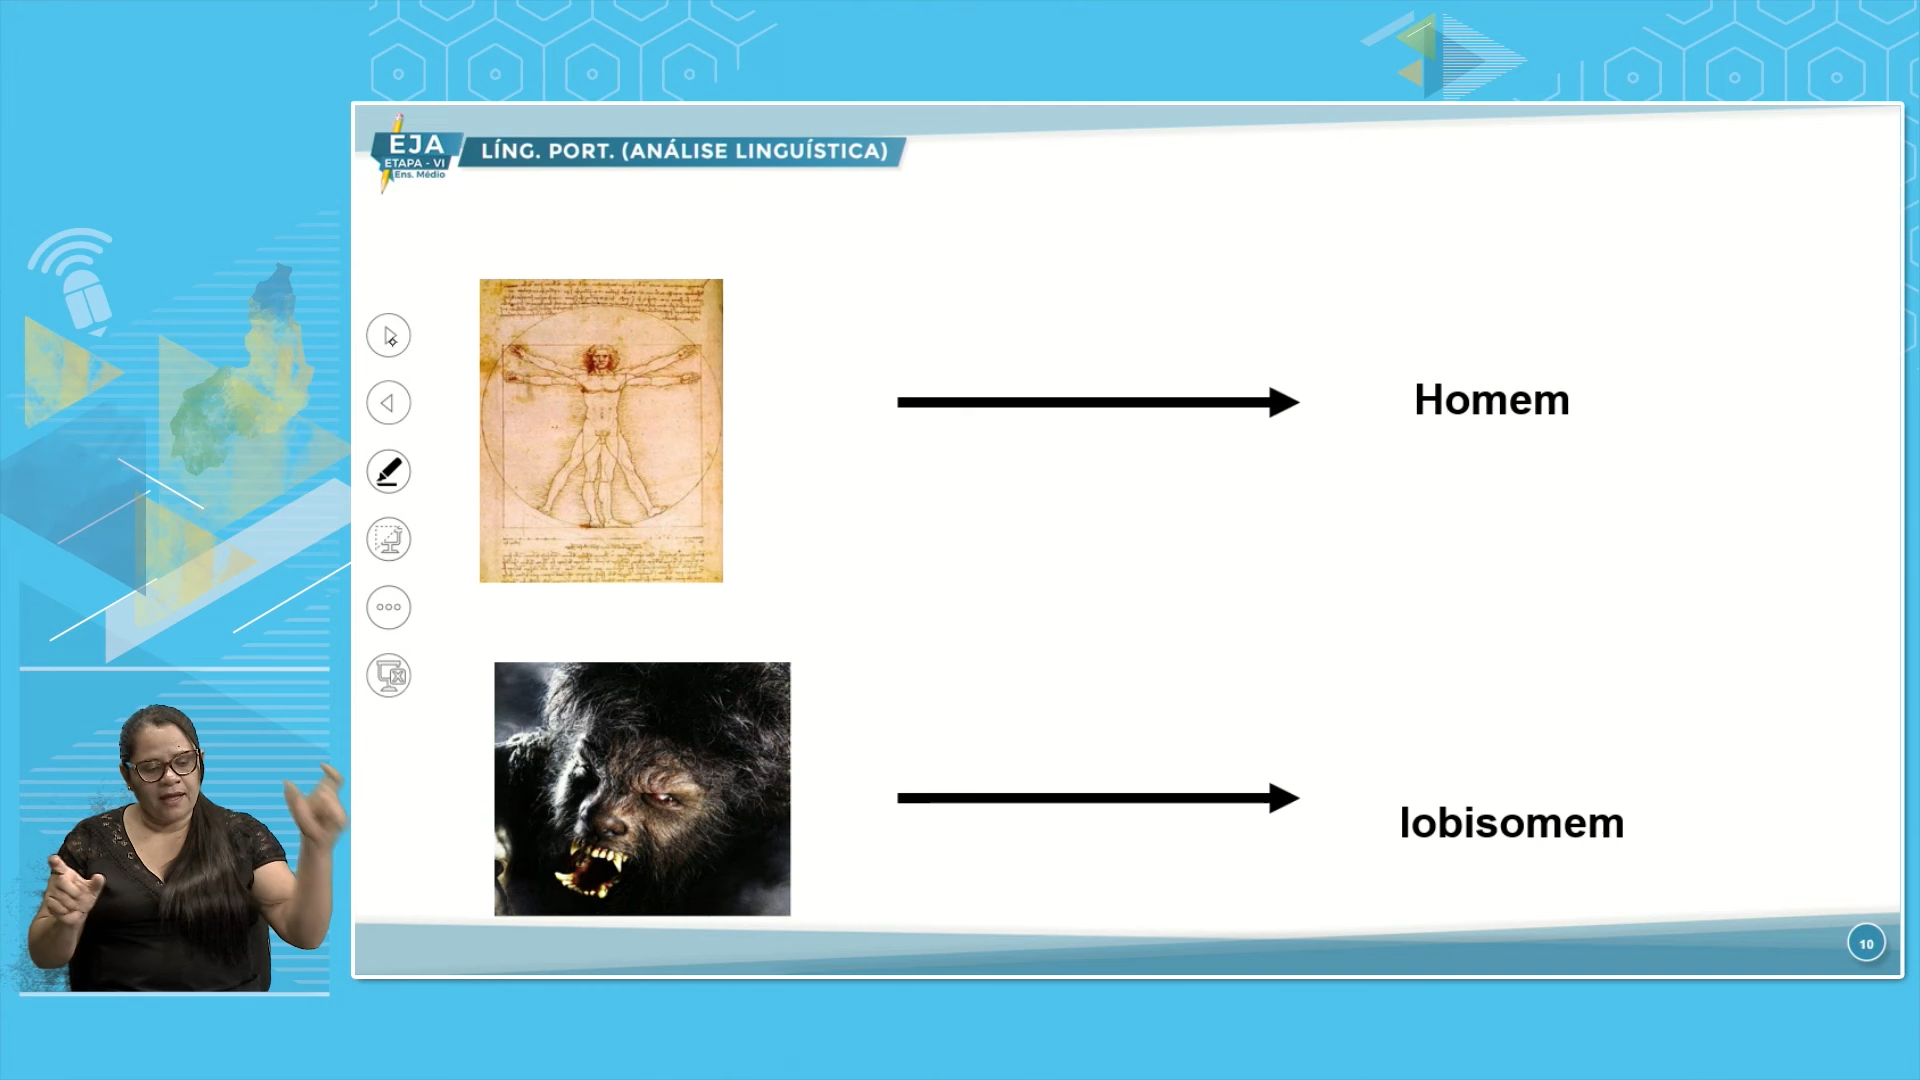 EJA
ETAPA - VI
Ens. Médio
LÍNG. PORT. (ANÁLISE LINGUÍSTICA)
Homem
lobisomem
10